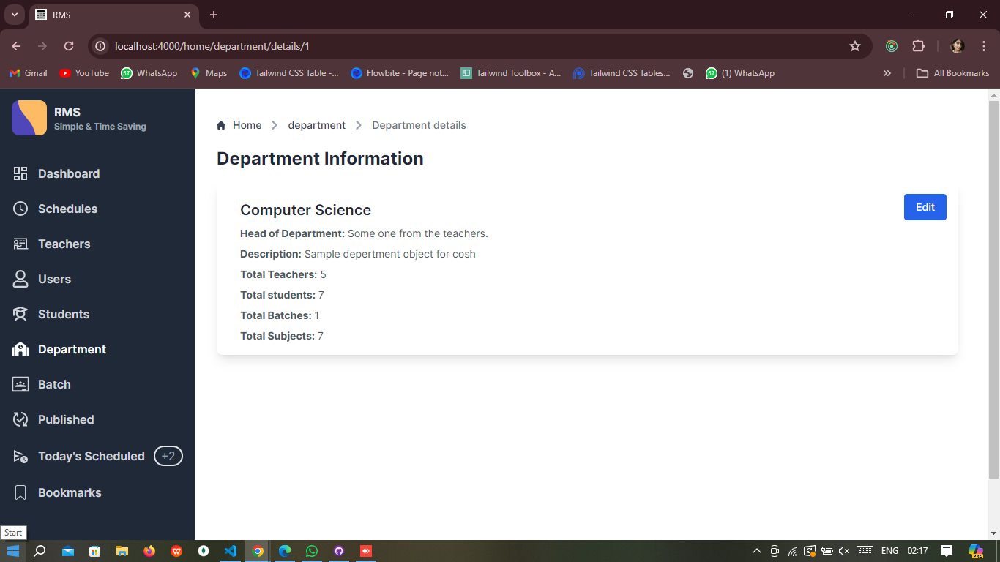 RMS
localhost:4000/home/department/details/1
Gmail YouTube WhatsApp Maps Tailwind CSS Table -... Flowbite - Page not... Tailwind Toolbox - A... Tailwind CSS Tables... (1) WhatsApp All Bookmarks
RMS
Simple & Time Saving
Dashboard
Schedules
Teachers
Users
Students
Department
Batch
Published
Today's Scheduled +2
Bookmarks
Home department Department details
Department Information
Computer Science
Edit
Head of Department: Some one from the teachers.
Description: Sample depertment object for cosh
Total Teachers: 5
Total students: 7
Total Batches: 1
Total Subjects: 7
Start
ENG 02:17